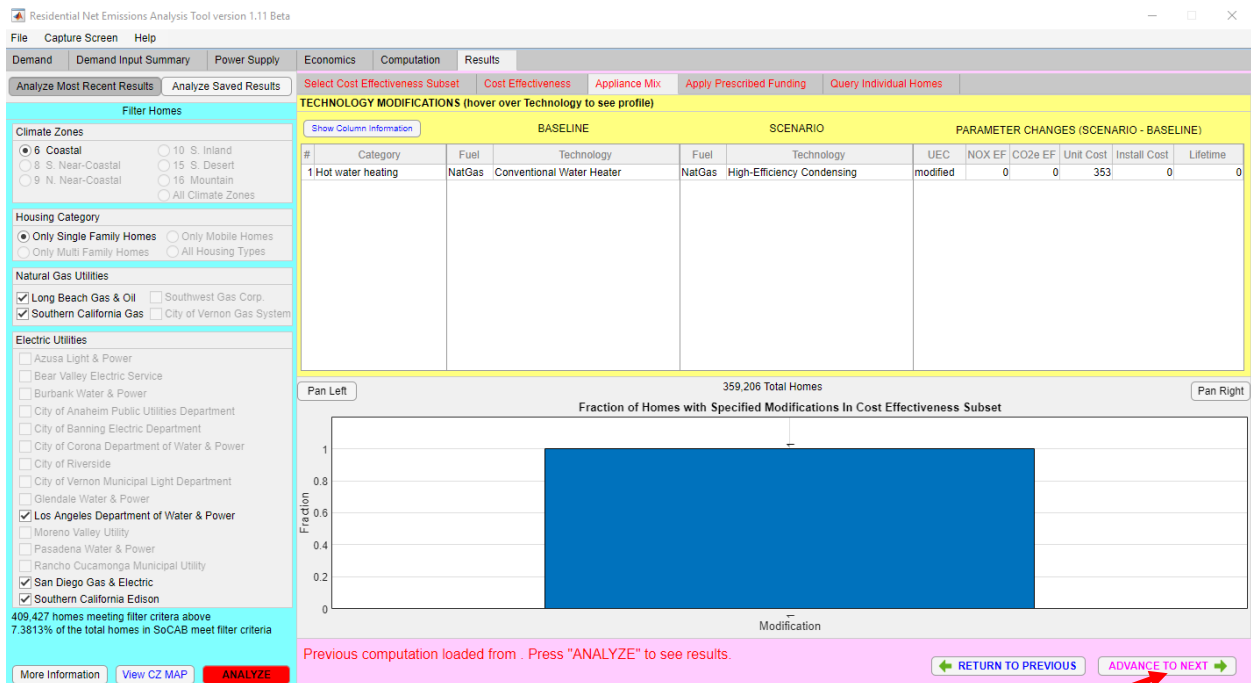 Residential Net Emissions Analysis Tool version 1.11 Beta
File Capture Screen Help
Demand Demand Input Summary Power Supply Economics Computation Results
Analyze Most Recent Results Analyze Saved Results
Filter Homes
Climate Zones
6 Coastal 10 S. Inland
8 S. Near-Coastal 15 S. Desert
9 N. Near-Coastal 16 Mountain
All Climate Zones
Housing Category
Only Single Family Homes Only Mobile Homes
Only Multi Family Homes All Housing Types
Natural Gas Utilities
Long Beach Gas & Oil Southwest Gas Corp.
Southern California Gas City of Vernon Gas System
Electric Utilities
Azusa Light & Power
Bear Valley Electric Service
Burbank Water & Power
City of Anaheim Public Utilities Department
City of Banning Electric Department
City of Corona Department of Water & Power
City of Riverside
City of Vernon Municipal Light Department
Glendale Water & Power
Los Angeles Department of Water & Power
Moreno Valley Utility
Pasadena Water & Power
Rancho Cucamonga Municipal Utility
San Diego Gas & Electric
Southern California Edison
409,427 homes meeting filter critera above
7.3813% of the total homes in SoCAB meet filter criteria
More Information View CZ MAP ANALYZE
Select Cost Effectiveness Subset Cost Effectiveness Appliance Mix Apply Prescribed Funding Query Individual Homes
TECHNOLOGY MODIFICATIONS (hover over Technology to see profile)
Show Column Information BASELINE SCENARIO PARAMETER CHANGES (SCENARIO - BASELINE)
# Category Fuel Technology Fuel Technology UEC NOX EF CO2e EF Unit Cost Install Cost Lifetime
1 Hot water heating NatGas Conventional Water Heater NatGas High-Efficiency Condensing modified 0 0 353 0 0
Pan Left 359,206 Total Homes Pan Right
Fraction of Homes with Specified Modifications In Cost Effectiveness Subset
1
1
0.8
0.6
0.4
0.2
0
Fraction
1
Modification
Previous computation loaded from . Press "ANALYZE" to see results.
RETURN TO PREVIOUS ADVANCE TO NEXT